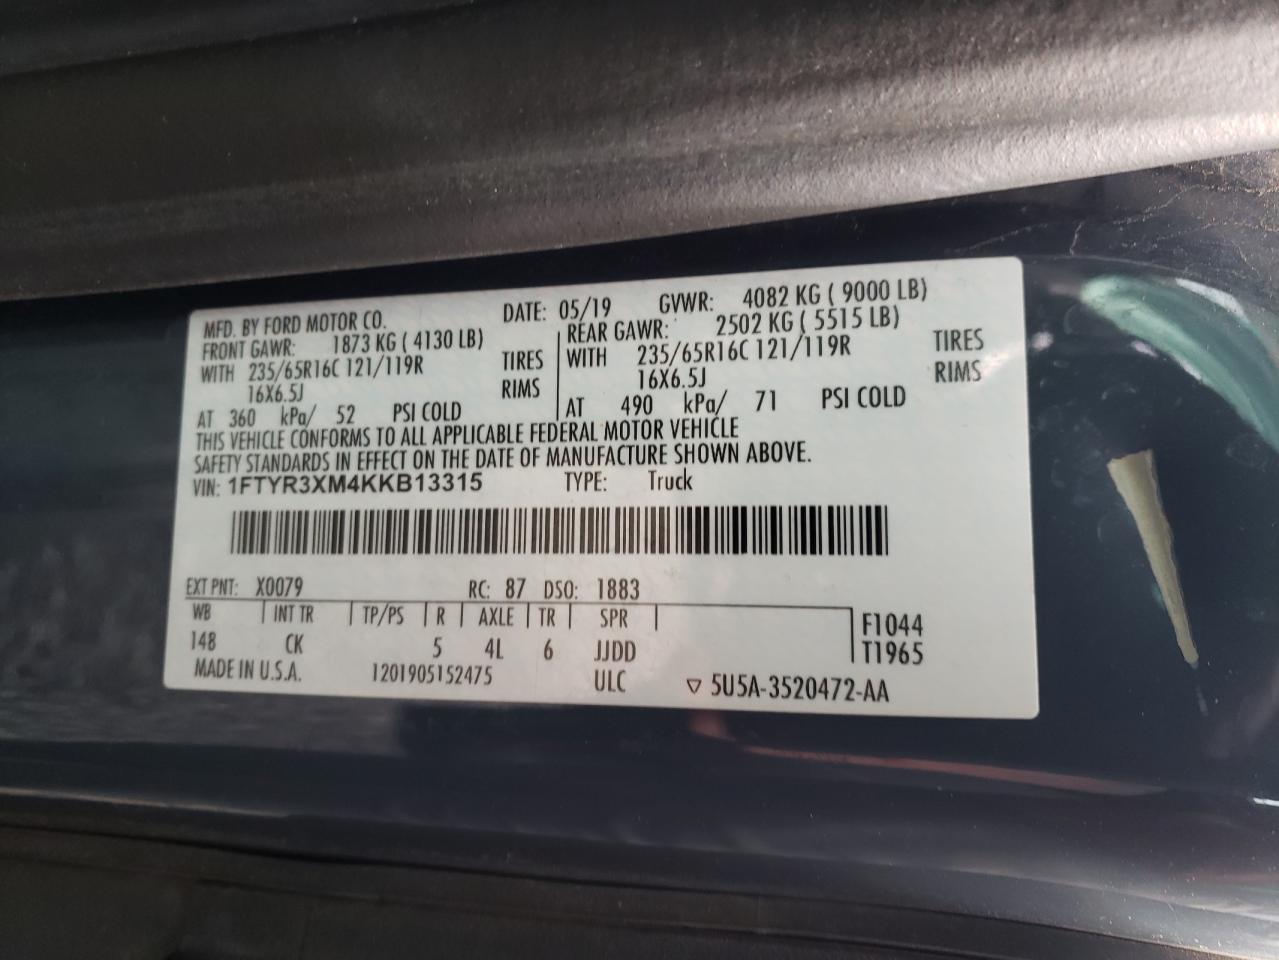 MFD. BY FORD MOTOR CO. DATE: 05/19 GVWR: 4082 KG ( 9000 LB)
FRONT GAWR: 1873 KG ( 4130 LB) REAR GAWR: 2502 KG ( 5515 LB)
WITH 235/65R16C 121/119R TIRES WITH 235/65R16C 121/119R TIRES
16X6.5J RIMS 16X6.5J RIMS
AT 360 kPa/ 52 PSI COLD AT 490 kPa/ 71 PSI COLD
THIS VEHICLE CONFORMS TO ALL APPLICABLE FEDERAL MOTOR VEHICLE
SAFETY STANDARDS IN EFFECT ON THE DATE OF MANUFACTURE SHOWN ABOVE.
VIN: 1FTYR3XM4KKB13315 TYPE: Truck
EXT PNT: X0079 RC: 87 DSO: 1883
WB INT TR TP/PS R AXLE TR SPR F1044
148 CK 5 4L 6 JJDD T1965
MADE IN U.S.A. 1201905152475 ULC ▽ 5U5A-3520472-AA